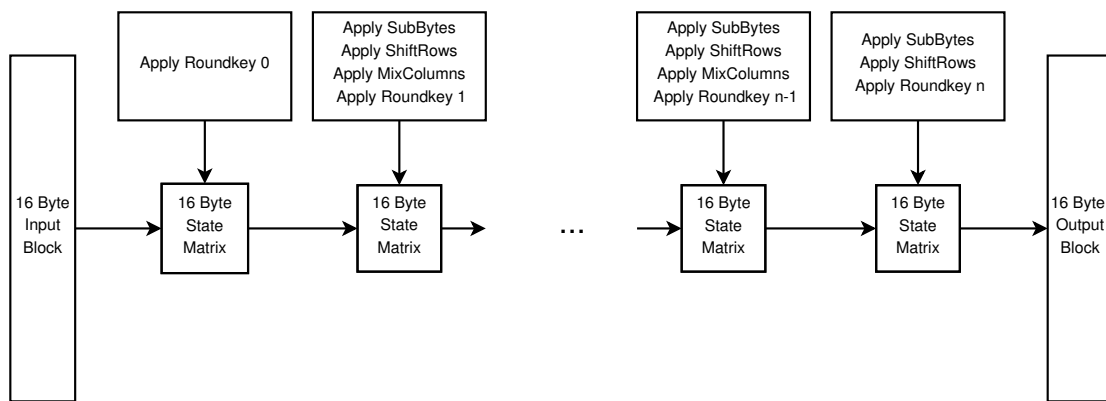 Apply Roundkey 0
Apply SubBytes
Apply ShiftRows
Apply MixColumns
Apply Roundkey 1
Apply SubBytes
Apply ShiftRows
Apply MixColumns
Apply Roundkey n-1
Apply SubBytes
Apply ShiftRows
Apply Roundkey n
16 Byte
Input
Block
16 Byte
State
Matrix
16 Byte
State
Matrix
...
16 Byte
State
Matrix
16 Byte
State
Matrix
16 Byte
Output
Block